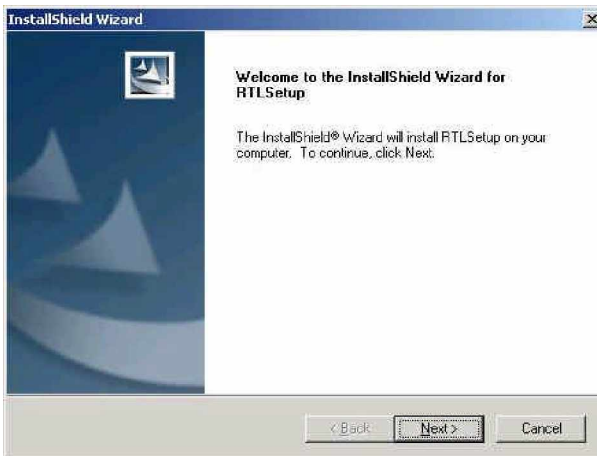 InstallShield Wizard
Welcome to the InstallShield Wizard for
RTLSetup
The InstallShield® Wizard will install RTLSetup on your
computer. To continue, click Next.
< Back
Next >
Cancel